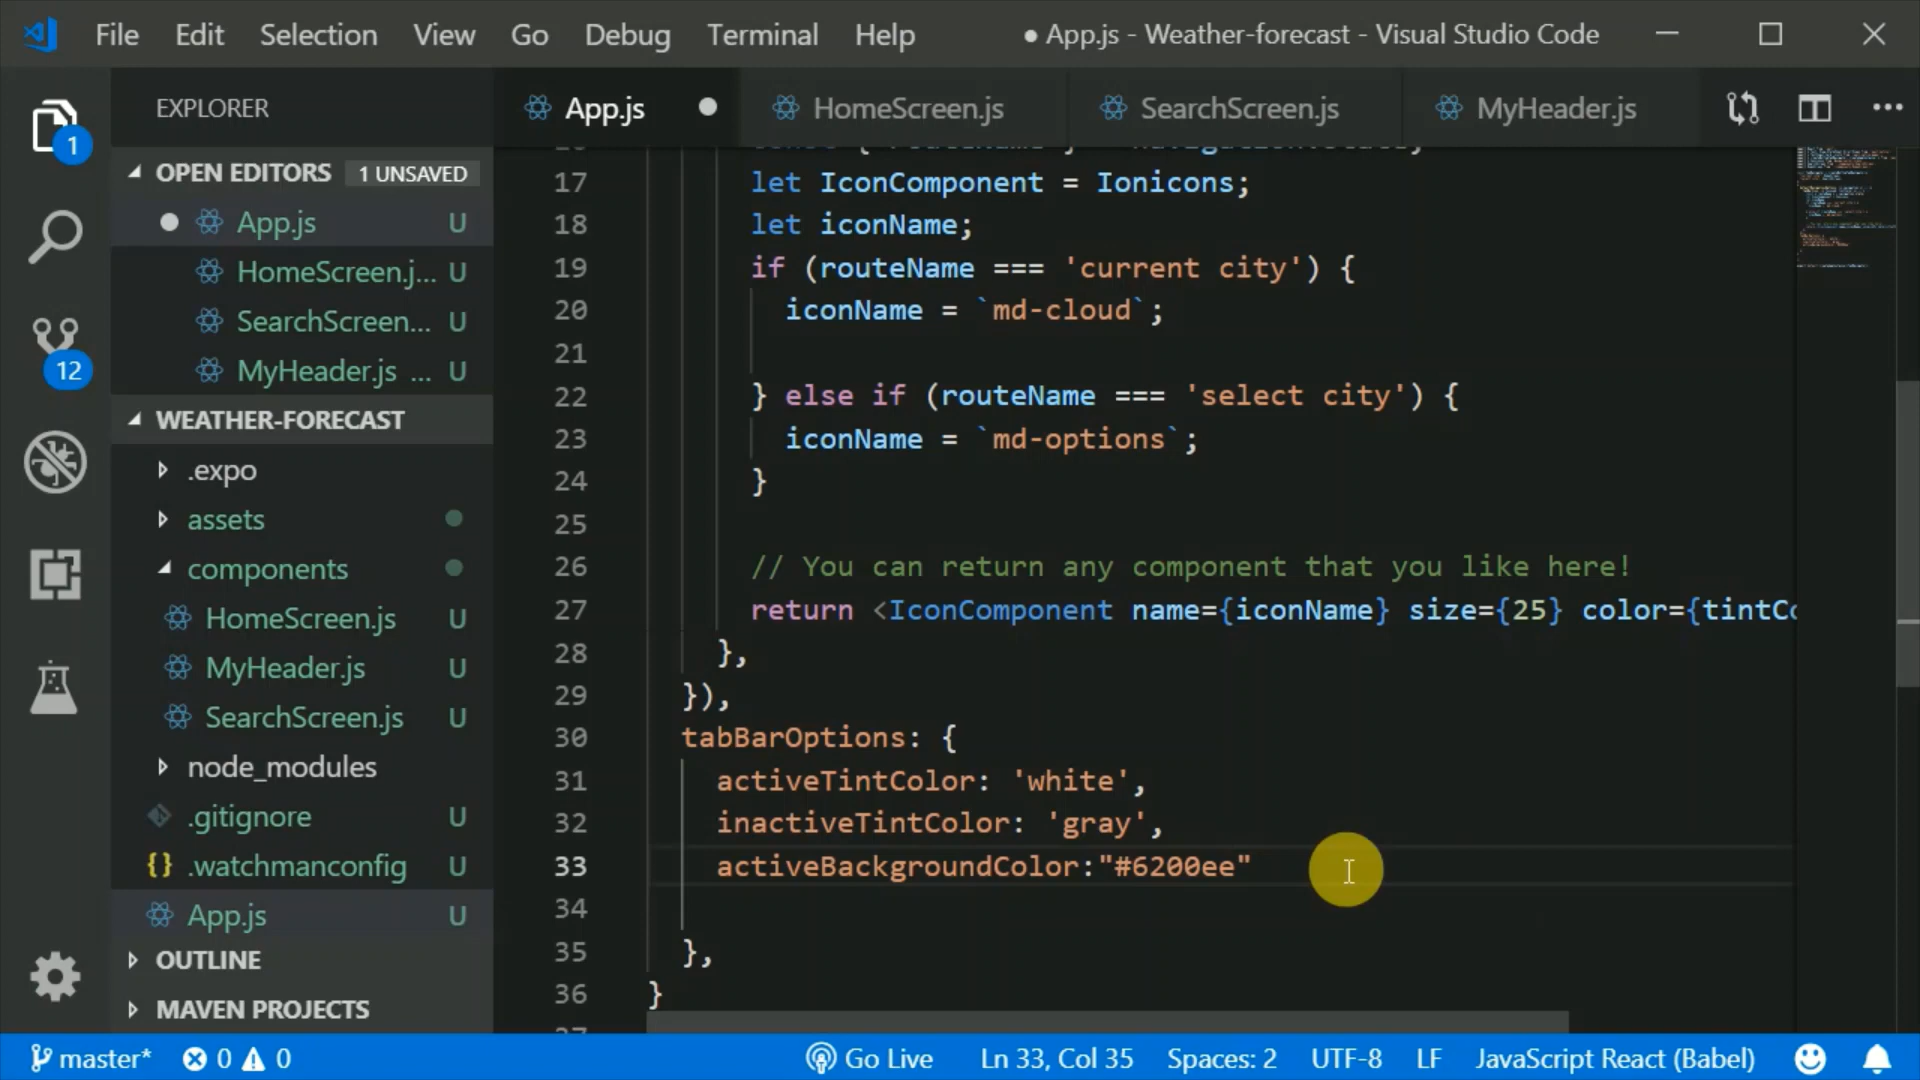 File Edit Selection View Go Debug Terminal Help ● App.js - Weather-forecast - Visual Studio Code
EXPLORER
App.js HomeScreen.js SearchScreen.js MyHeader.js
1
12
OPEN EDITORS 1 UNSAVED
App.js U
HomeScreen.j... U
SearchScreen... U
MyHeader.js ... U
WEATHER-FORECAST
.expo
assets
components
HomeScreen.js U
MyHeader.js U
SearchScreen.js U
node_modules
.gitignore U
{} .watchmanconfig U
App.js U
OUTLINE
MAVEN PROJECTS
17 let IconComponent = Ionicons;
18 let iconName;
19 if (routeName === 'current city') {
20 iconName = `md-cloud`;
21
22 } else if (routeName === 'select city') {
23 iconName = `md-options`;
24 }
25
26 // You can return any component that you like here!
27 return <IconComponent name={iconName} size={25} color={tintCo
28 },
29 }),
30 tabBarOptions: {
31 activeTintColor: 'white',
32 inactiveTintColor: 'gray',
33 activeBackgroundColor:"#6200ee"
34
35 },
36 }
master* 0 0 Go Live Ln 33, Col 35 Spaces: 2 UTF-8 LF JavaScript React (Babel)